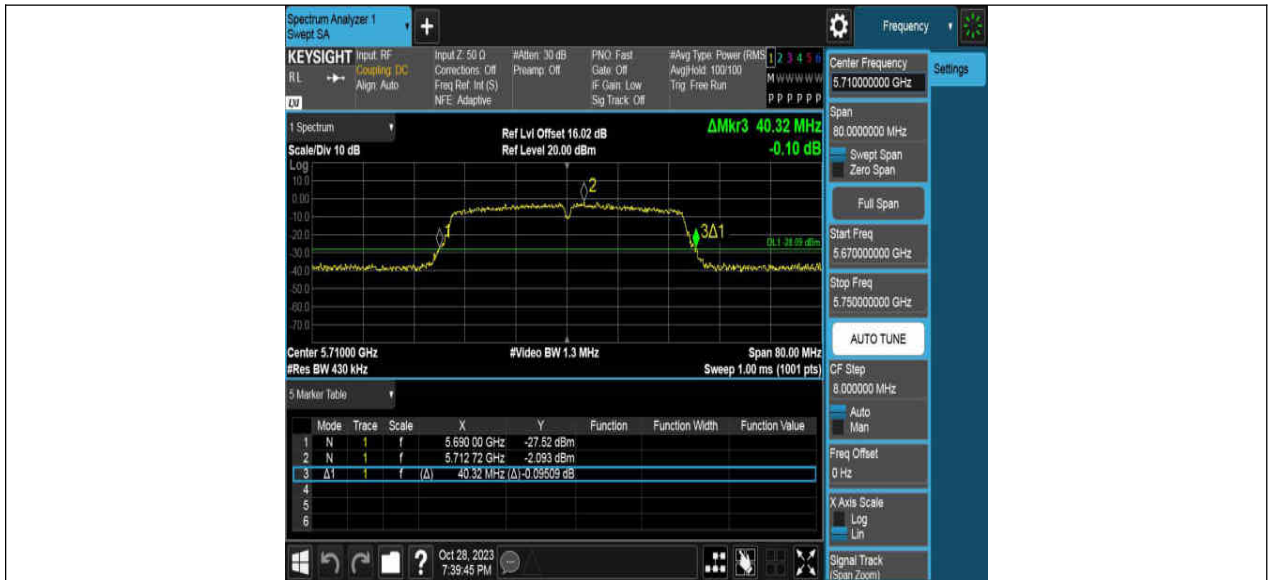 Spectrum Analyzer 1
Swept SA
+
Frequency
KEYSIGHT
RL
Input: RF
Coupling: DC
Align: Auto
Input Z: 50 Ω
Corrections: Off
Freq Ref: Int (S)
NFE: Adaptive
#Atten: 30 dB
Preamp: Off
PNO: Fast
Gate: Off
IF Gain: Low
Sig Track: Off
#Avg Type: Power (RMS
Avg|Hold: 100/100
Trig: Free Run
1 2 3 4 5 6
M W W W W W
P P P P P P
1 Spectrum
Scale/Div 10 dB
Ref Lvl Offset 16.02 dB
Ref Level 20.00 dBm
ΔMkr3 40.32 MHz
-0.10 dB
Log
10.0
0.00
-10.0
-20.0
-30.0
-40.0
-50.0
-60.0
-70.0
1
2
3Δ1
DL1 -28.09 dBm
Center 5.71000 GHz
#Res BW 430 kHz
#Video BW 1.3 MHz
Span 80.00 MHz
Sweep 1.00 ms (1001 pts)
5 Marker Table
Mode Trace Scale X Y Function Function Width Function Value
1 N 1 f 5.690 00 GHz -27.52 dBm
2 N 1 f 5.712 72 GHz -2.093 dBm
3 Δ1 1 f (Δ) 40.32 MHz (Δ) -0.09509 dB
4
5
6
?
Oct 28, 2023
7:39:45 PM
Center Frequency
5.710000000 GHz
Settings
Span
80.0000000 MHz
Swept Span
Zero Span
Full Span
Start Freq
5.670000000 GHz
Stop Freq
5.750000000 GHz
AUTO TUNE
CF Step
8.000000 MHz
Auto
Man
Freq Offset
0 Hz
X Axis Scale
Log
Lin
Signal Track
(Span Zoom)